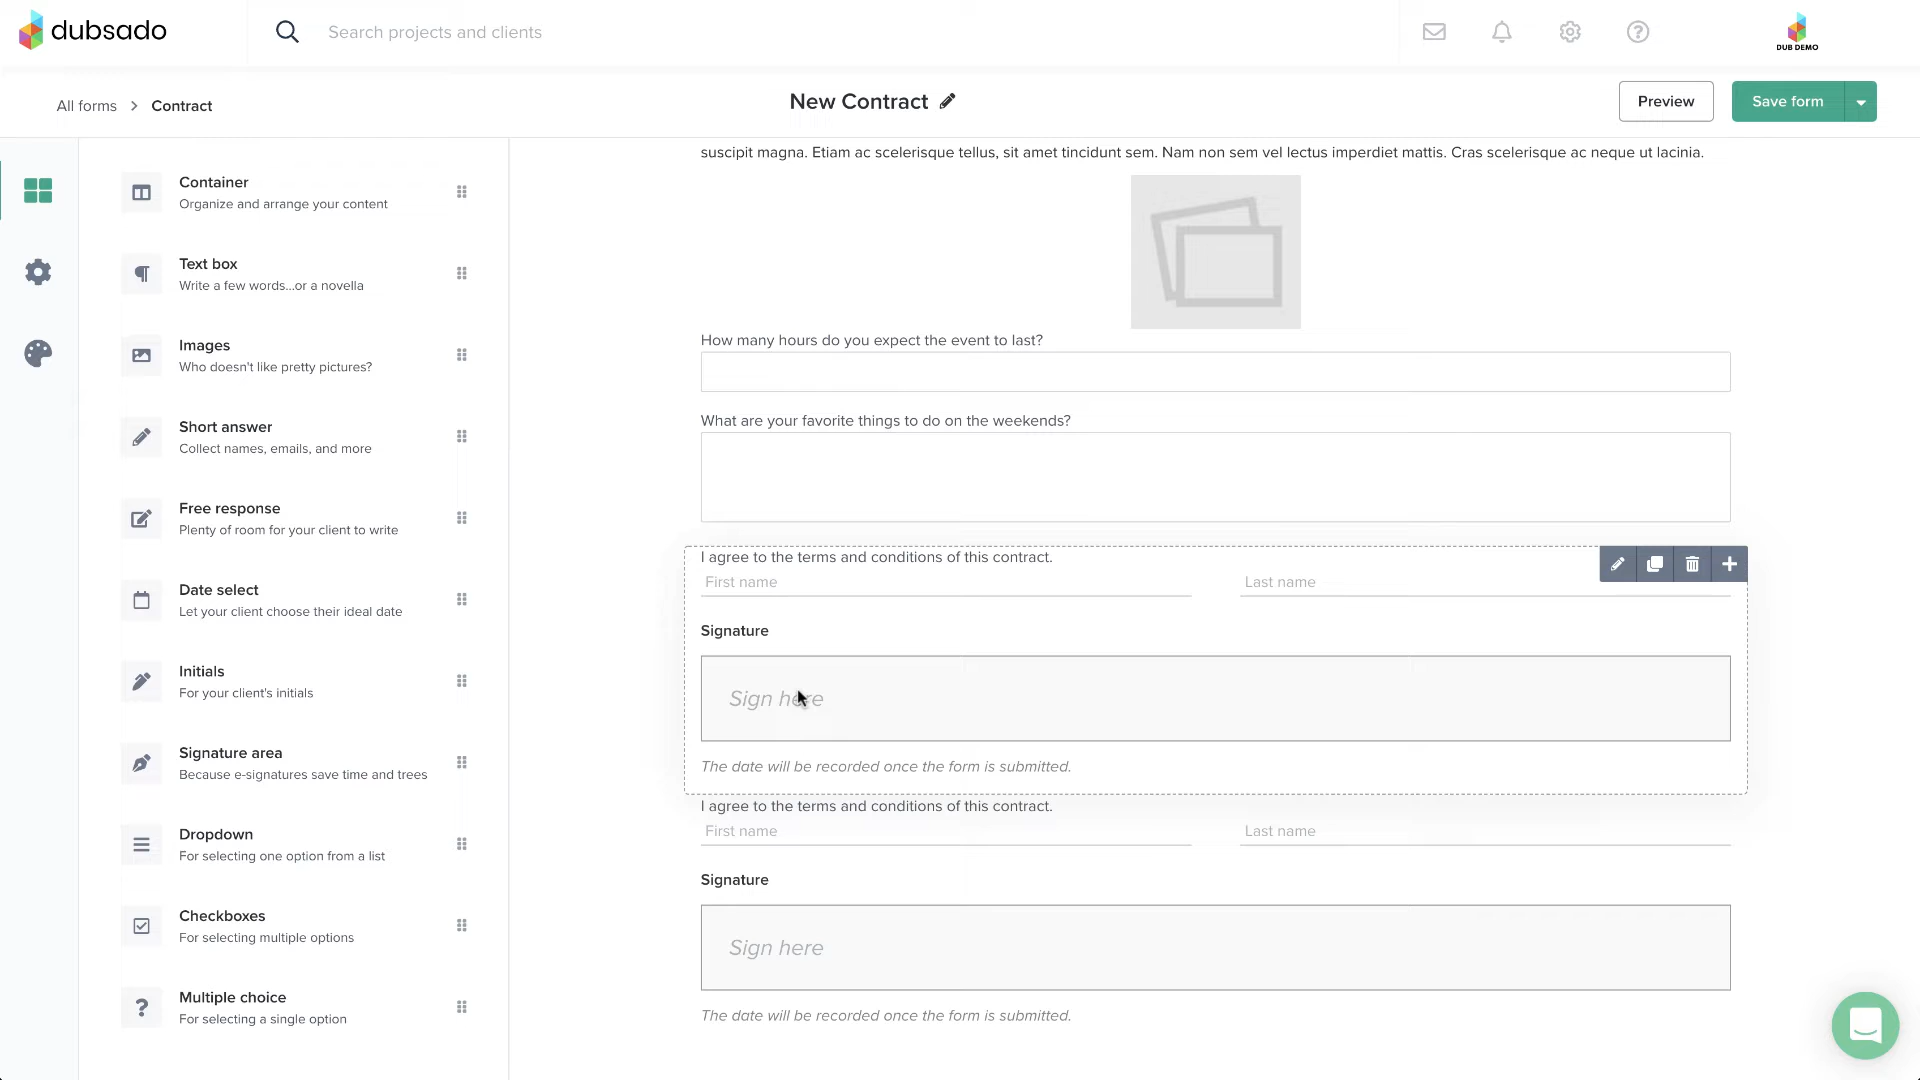 dubsado
Search projects and clients
DUB DEMO
All forms > Contract
New Contract
Preview
Save form
suscipit magna. Etiam ac scelerisque tellus, sit amet tincidunt sem. Nam non sem vel lectus imperdiet mattis. Cras scelerisque ac neque ut lacinia.
Container
Organize and arrange your content
Text box
Write a few words...or a novella
Images
Who doesn't like pretty pictures?
Short answer
Collect names, emails, and more
Free response
Plenty of room for your client to write
Date select
Let your client choose their ideal date
Initials
For your client's initials
Signature area
Because e-signatures save time and trees
Dropdown
For selecting one option from a list
Checkboxes
For selecting multiple options
Multiple choice
For selecting a single option
How many hours do you expect the event to last?
What are your favorite things to do on the weekends?
I agree to the terms and conditions of this contract.
First name Last name
Signature
Sign here
The date will be recorded once the form is submitted.
I agree to the terms and conditions of this contract.
First name Last name
Signature
Sign here
The date will be recorded once the form is submitted.